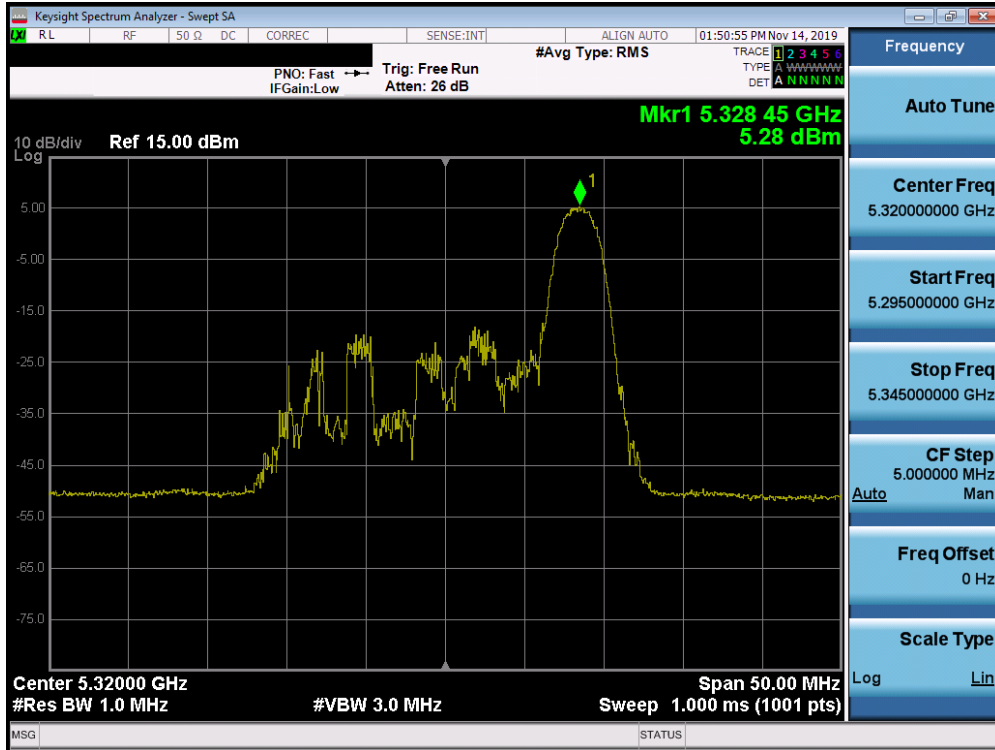 Keysight Spectrum Analyzer - Swept SA
LXI RL RF 50 Ω DC CORREC SENSE:INT ALIGN AUTO 01:50:55 PM Nov 14, 2019
#Avg Type: RMS TRACE 1 2 3 4 5 6
PNO: Fast Trig: Free Run TYPE A WWWWW
IFGain:Low Atten: 26 dB DET A N N N N N
Mkr1 5.328 45 GHz
5.28 dBm
10 dB/div Ref 15.00 dBm
Log
1
5.00
-5.00
-15.0
-25.0
-35.0
-45.0
-55.0
-65.0
-75.0
Center 5.32000 GHz Span 50.00 MHz
#Res BW 1.0 MHz #VBW 3.0 MHz Sweep 1.000 ms (1001 pts)
MSG STATUS
Frequency
Auto Tune
Center Freq
5.320000000 GHz
Start Freq
5.295000000 GHz
Stop Freq
5.345000000 GHz
CF Step
5.000000 MHz
Auto Man
Freq Offset
0 Hz
Scale Type
Log Lin